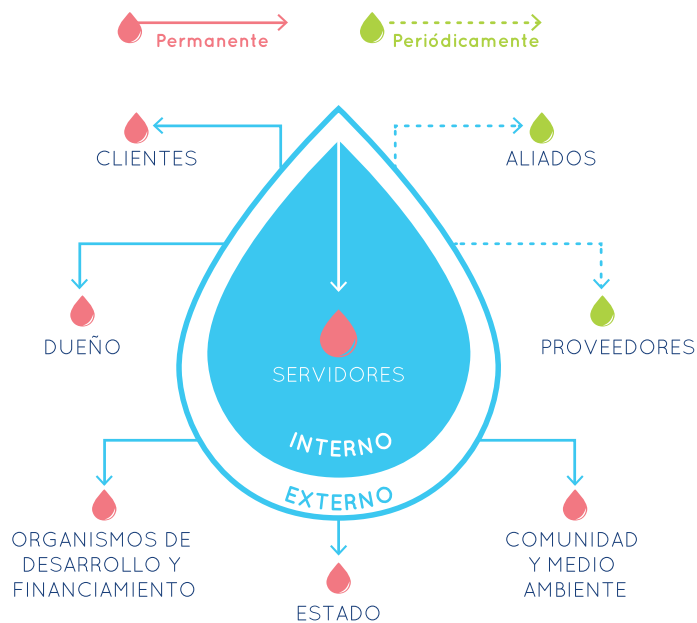 Permanente
Periódicamente
CLIENTES
ALIADOS
DUEÑO
PROVEEDORES
SERVIDORES
INTERNO
EXTERNO
ORGANISMOS DE
DESARROLLO Y
FINANCIAMIENTO
COMUNIDAD
Y MEDIO
AMBIENTE
ESTADO